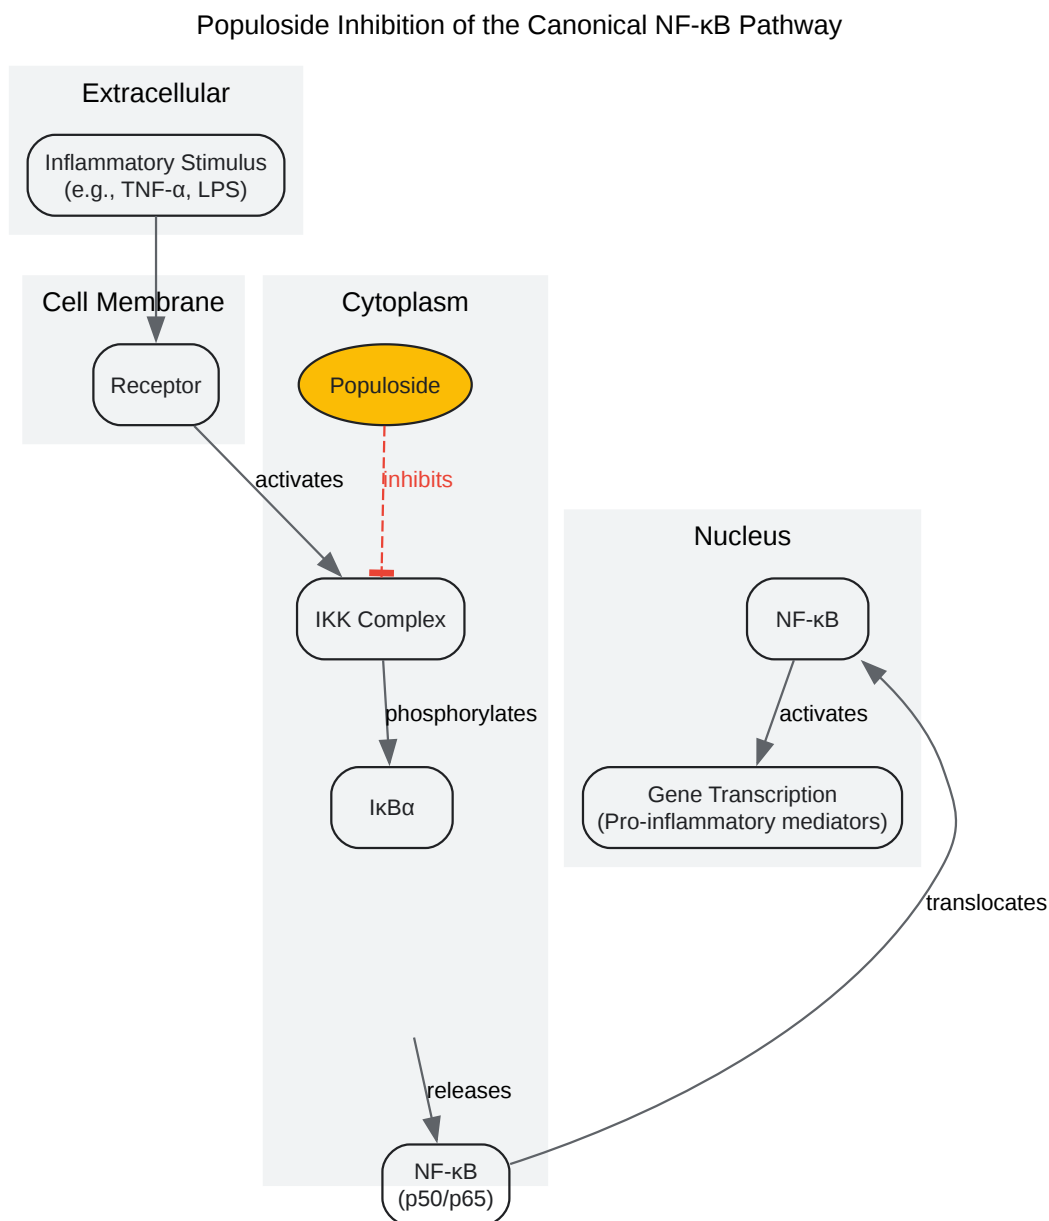 Populoside Inhibition of the Canonical NF-κB Pathway
Extracellular
Inflammatory Stimulus
(e.g., TNF-α, LPS)
Cell Membrane
Receptor
Cytoplasm
Populoside
activates
inhibits
IKK Complex
phosphorylates
IκBα
releases
NF-κB
(p50/p65)
Nucleus
NF-κB
activates
Gene Transcription
(Pro-inflammatory mediators)
translocates